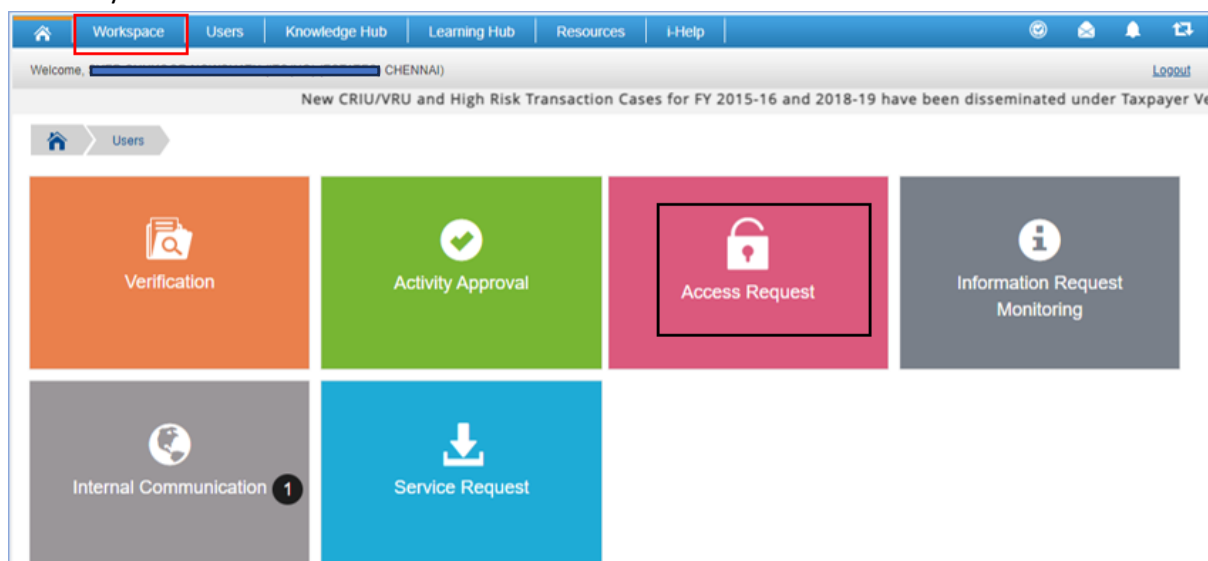 Workspace Users Knowledge Hub Learning Hub Resources i-Help
Welcome, CHENNAI) Logout
New CRIU/VRU and High Risk Transaction Cases for FY 2015-16 and 2018-19 have been disseminated under Taxpayer Ve
Users
Verification
Activity Approval
Access Request
Information Request
Monitoring
Internal Communication 1
Service Request